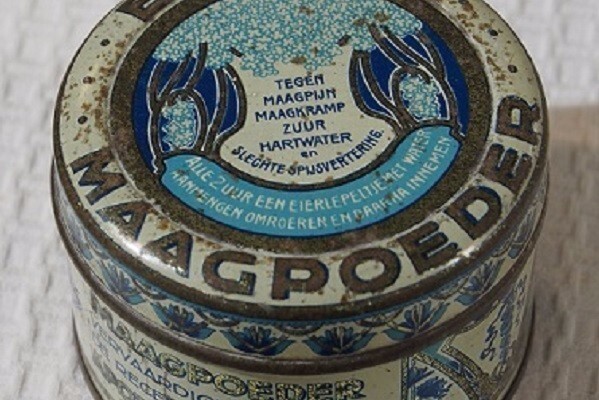 TEGEN
MAAGPIJN
MAAGKRAMP
ZUUR
HARTWATER
en
SLECHTE SPIJSVERTERING.
ALLE 2 UUR EEN EIERLEPELTJE MET WATER
AANMENGEN OMROEREN EN DAARNA INNEMEN
MAAGPOEDER
MAAGPOEDER